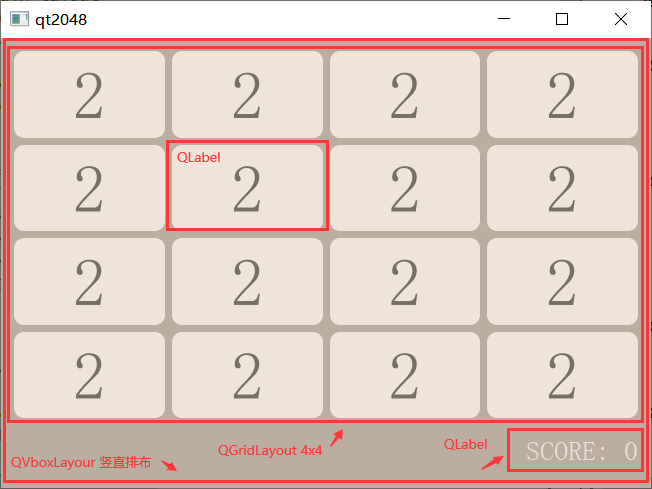 qt2048
2 2 2 2
2 QLabel 2 2 2
2 2 2 2
2 2 2 2
QGridLayout 4x4
QLabel
SCORE: 0
QVboxLayour 竖直排布